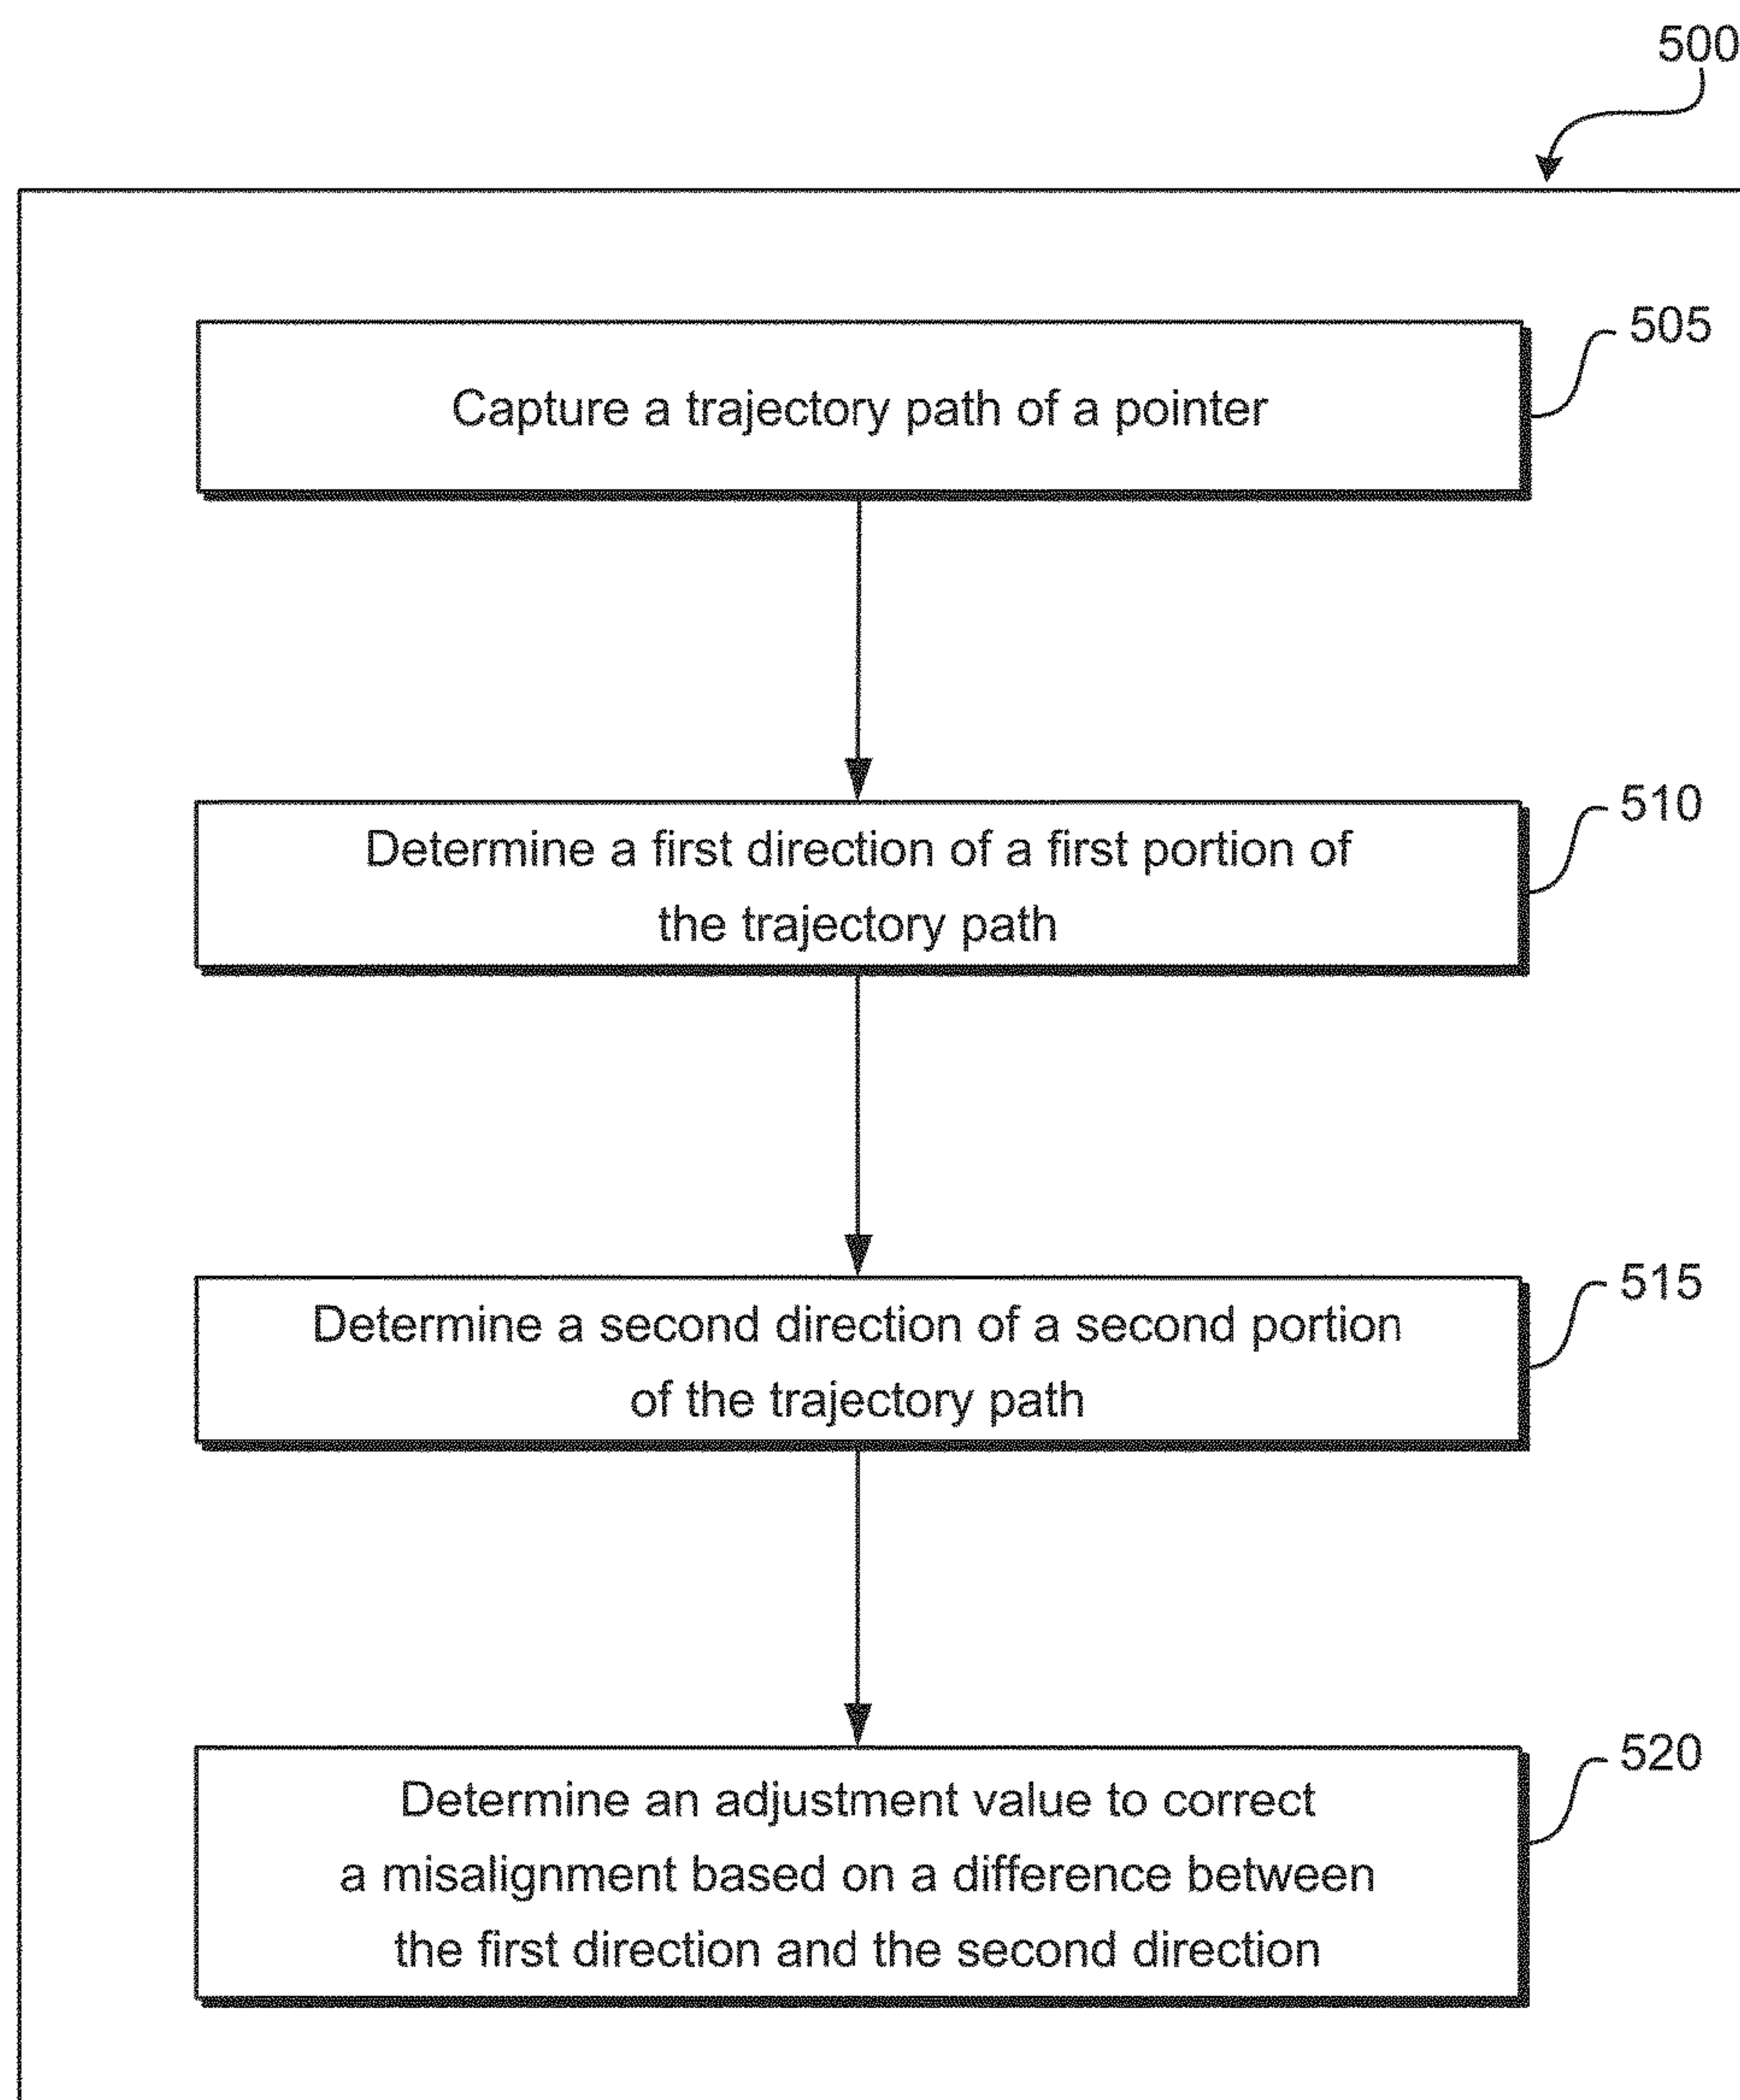 500
505
Capture a trajectory path of a pointer
510
Determine a first direction of a first portion of
the trajectory path
515
Determine a second direction of a second portion
of the trajectory path
520
Determine an adjustment value to correct
a misalignment based on a difference between
the first direction and the second direction